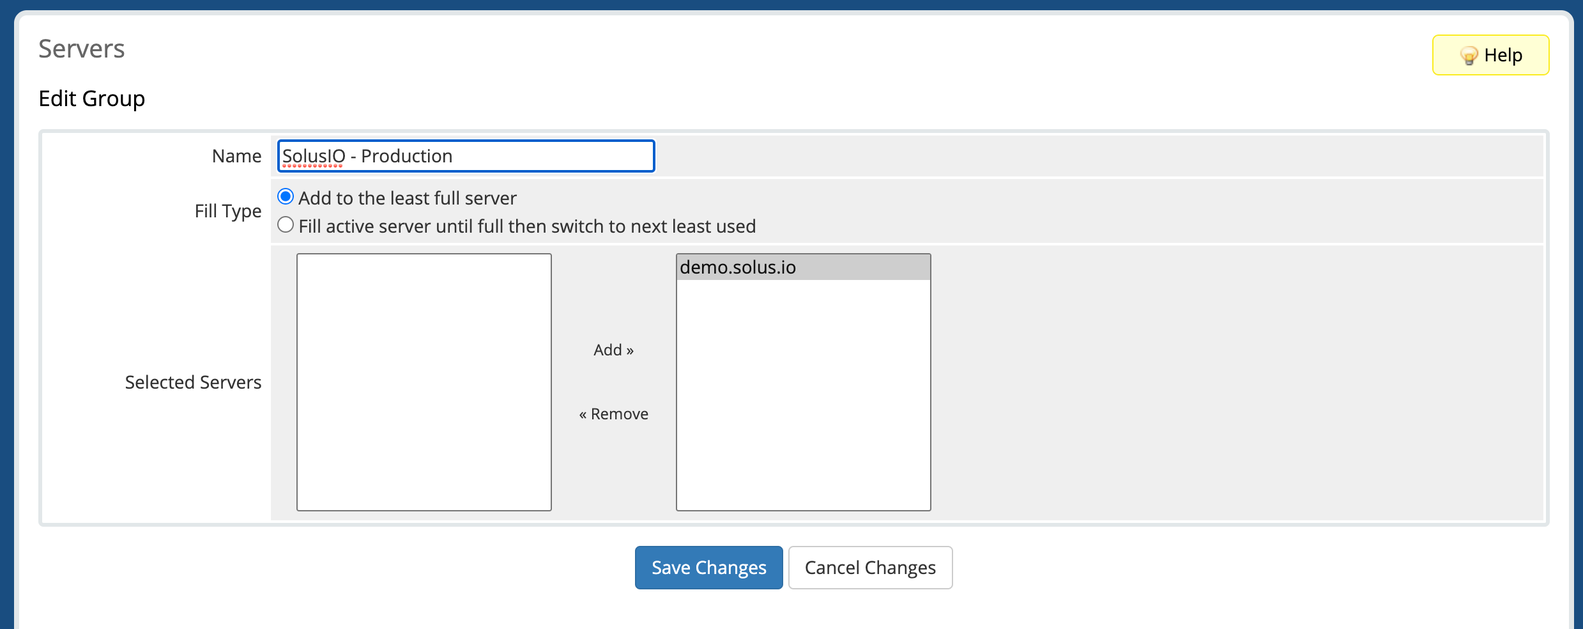 Servers
Help
Edit Group
Name SolusIO - Production
Fill Type
Add to the least full server
Fill active server until full then switch to next least used
Selected Servers
demo.solus.io
Add »
« Remove
Save Changes Cancel Changes